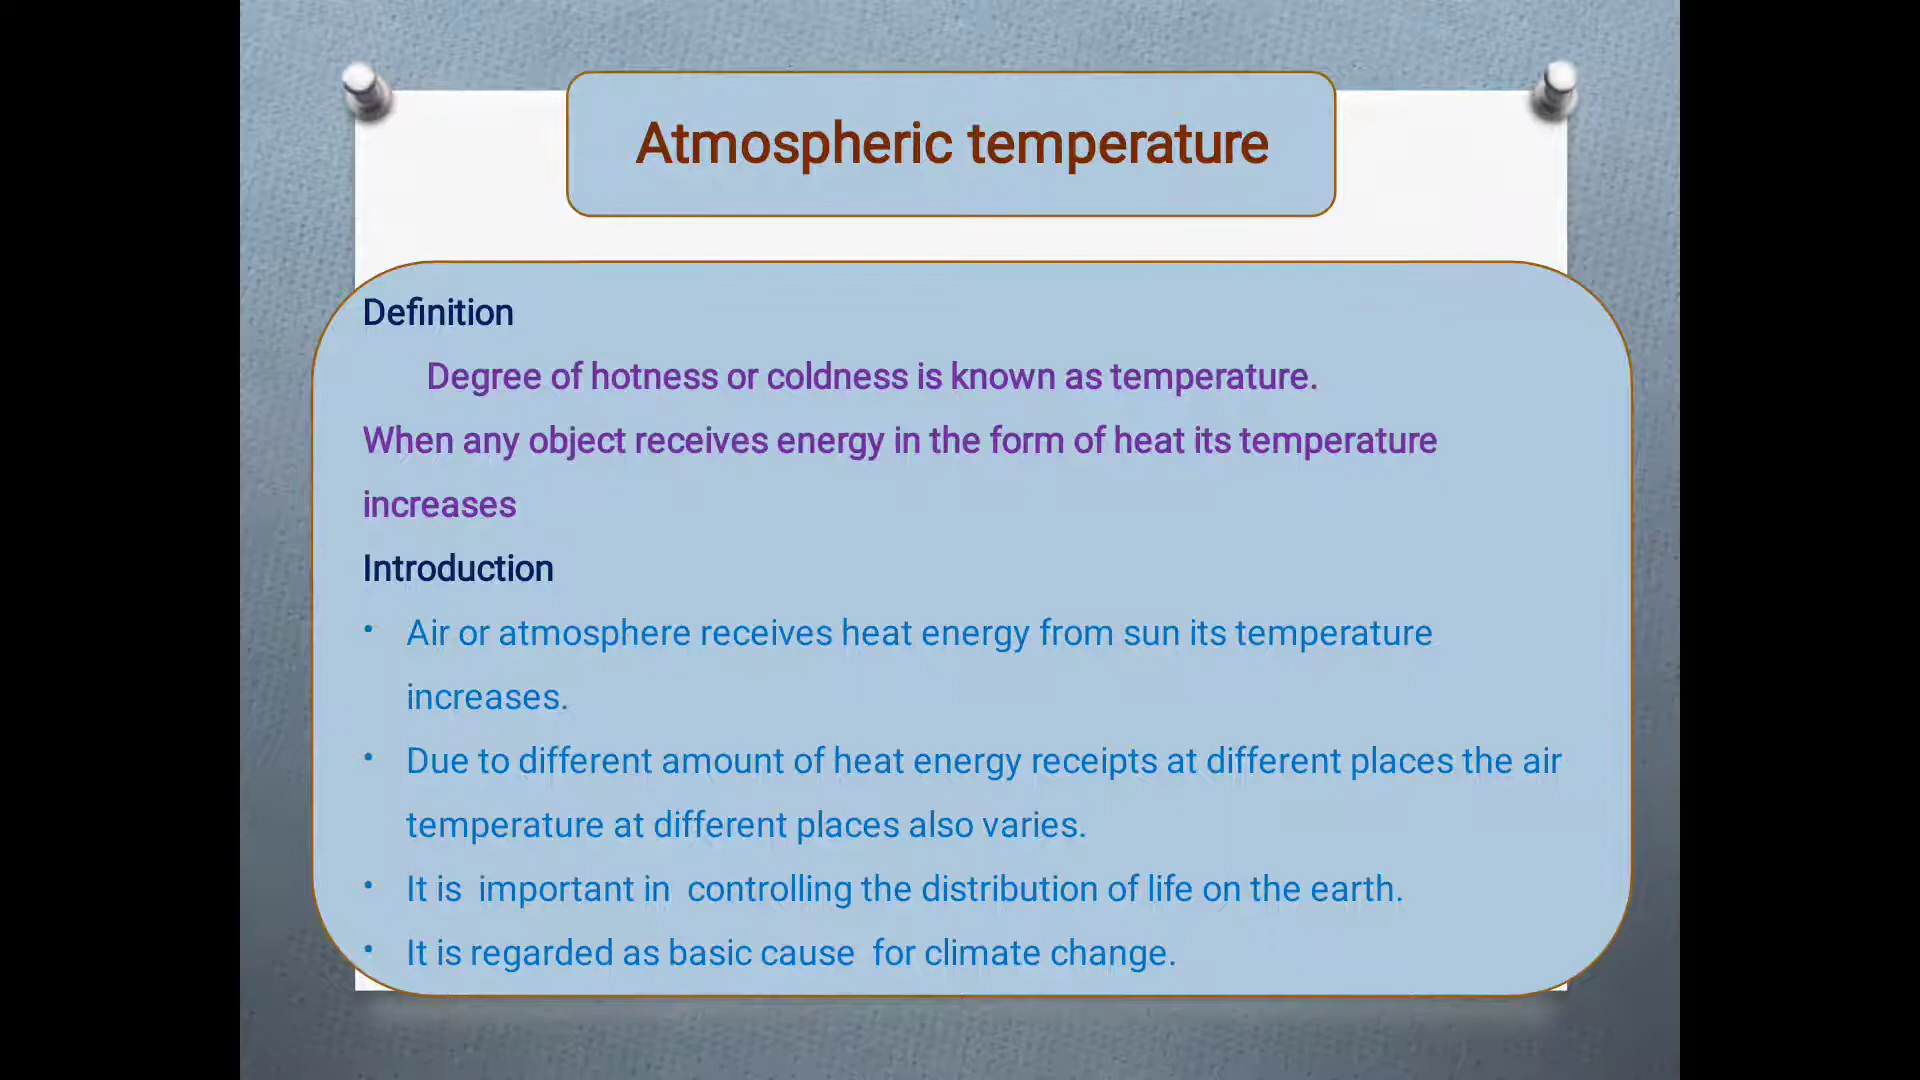 Atmospheric temperature
Definition
Degree of hotness or coldness is known as temperature.
When any object receives energy in the form of heat its temperature
increases
Introduction
• Air or atmosphere receives heat energy from sun its temperature
increases.
• Due to different amount of heat energy receipts at different places the air
temperature at different places also varies.
• It is  important in  controlling the distribution of life on the earth.
• It is regarded as basic cause  for climate change.